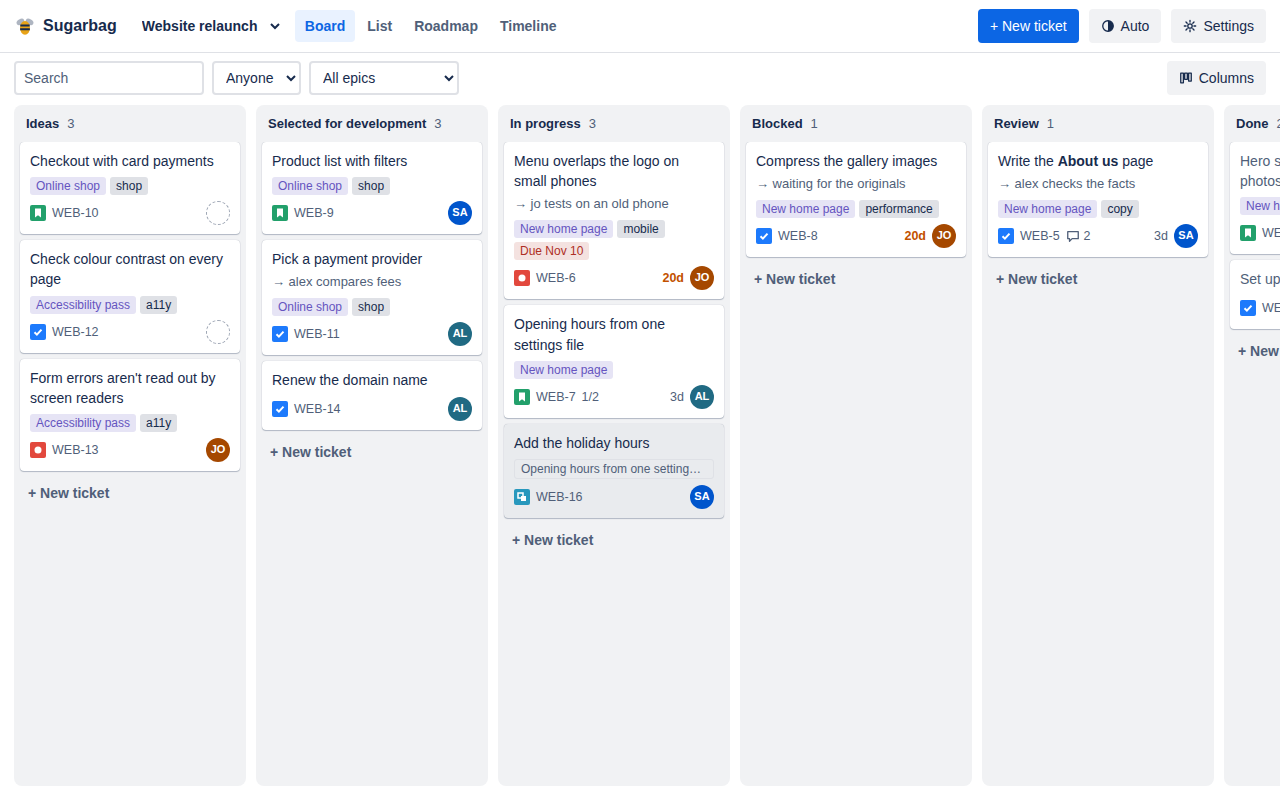 Sugarbag
Website relaunch
Board
List
Roadmap
Timeline
+ New ticket
Auto
Settings
Search
Anyone
All epics
Columns
Ideas 3
Checkout with card payments
Online shop shop
WEB-10
Check colour contrast on every
page
Accessibility pass a11y
WEB-12
Form errors aren't read out by
screen readers
Accessibility pass a11y
WEB-13 JO
+ New ticket
Selected for development 3
Product list with filters
Online shop shop
WEB-9 SA
Pick a payment provider
→ alex compares fees
Online shop shop
WEB-11 AL
Renew the domain name
WEB-14 AL
+ New ticket
In progress 3
Menu overlaps the logo on
small phones
→ jo tests on an old phone
New home page mobile
Due Nov 10
WEB-6 20d JO
Opening hours from one
settings file
New home page
WEB-7 1/2 3d AL
Add the holiday hours
Opening hours from one setting…
WEB-16 SA
+ New ticket
Blocked 1
Compress the gallery images
→ waiting for the originals
New home page performance
WEB-8 20d JO
+ New ticket
Review 1
Write the About us page
→ alex checks the facts
New home page copy
WEB-5 2 3d SA
+ New ticket
Done
Hero
photos
New
Set up
+ New